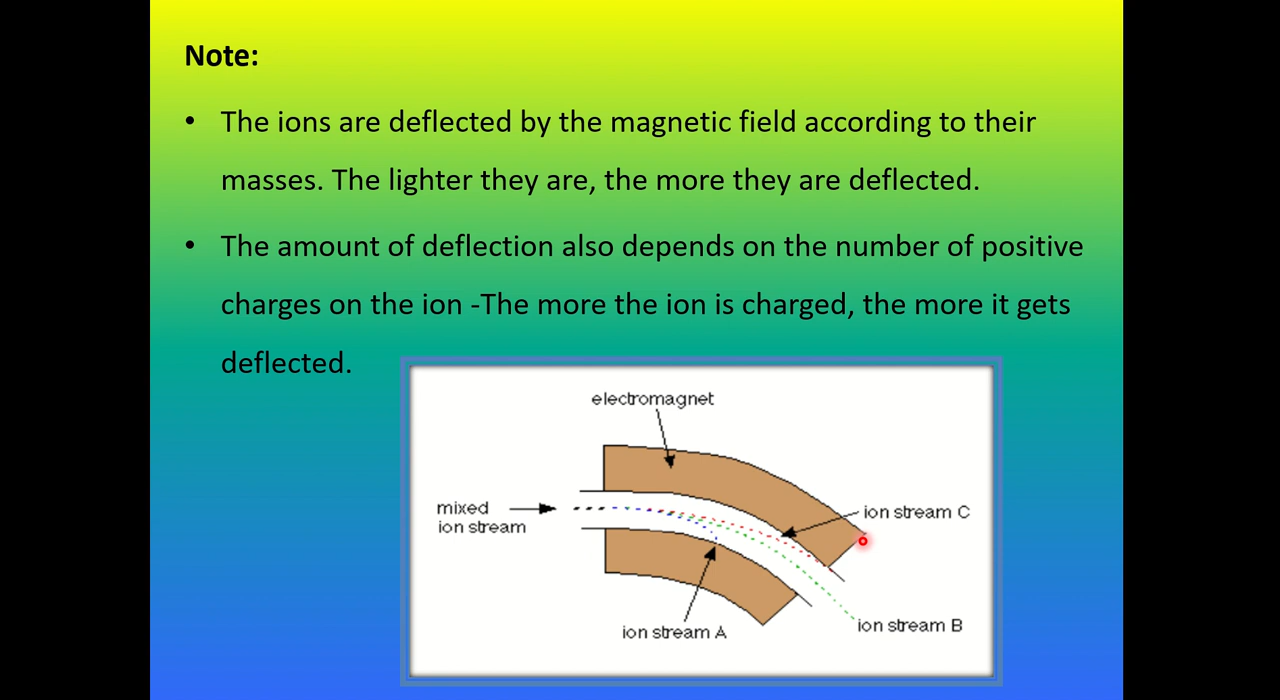 Note:
• The ions are deflected by the magnetic field according to their
masses. The lighter they are, the more they are deflected.
• The amount of deflection also depends on the number of positive
charges on the ion -The more the ion is charged, the more it gets
deflected.
electromagnet
mixed
ion stream
ion stream C
ion stream A
ion stream B